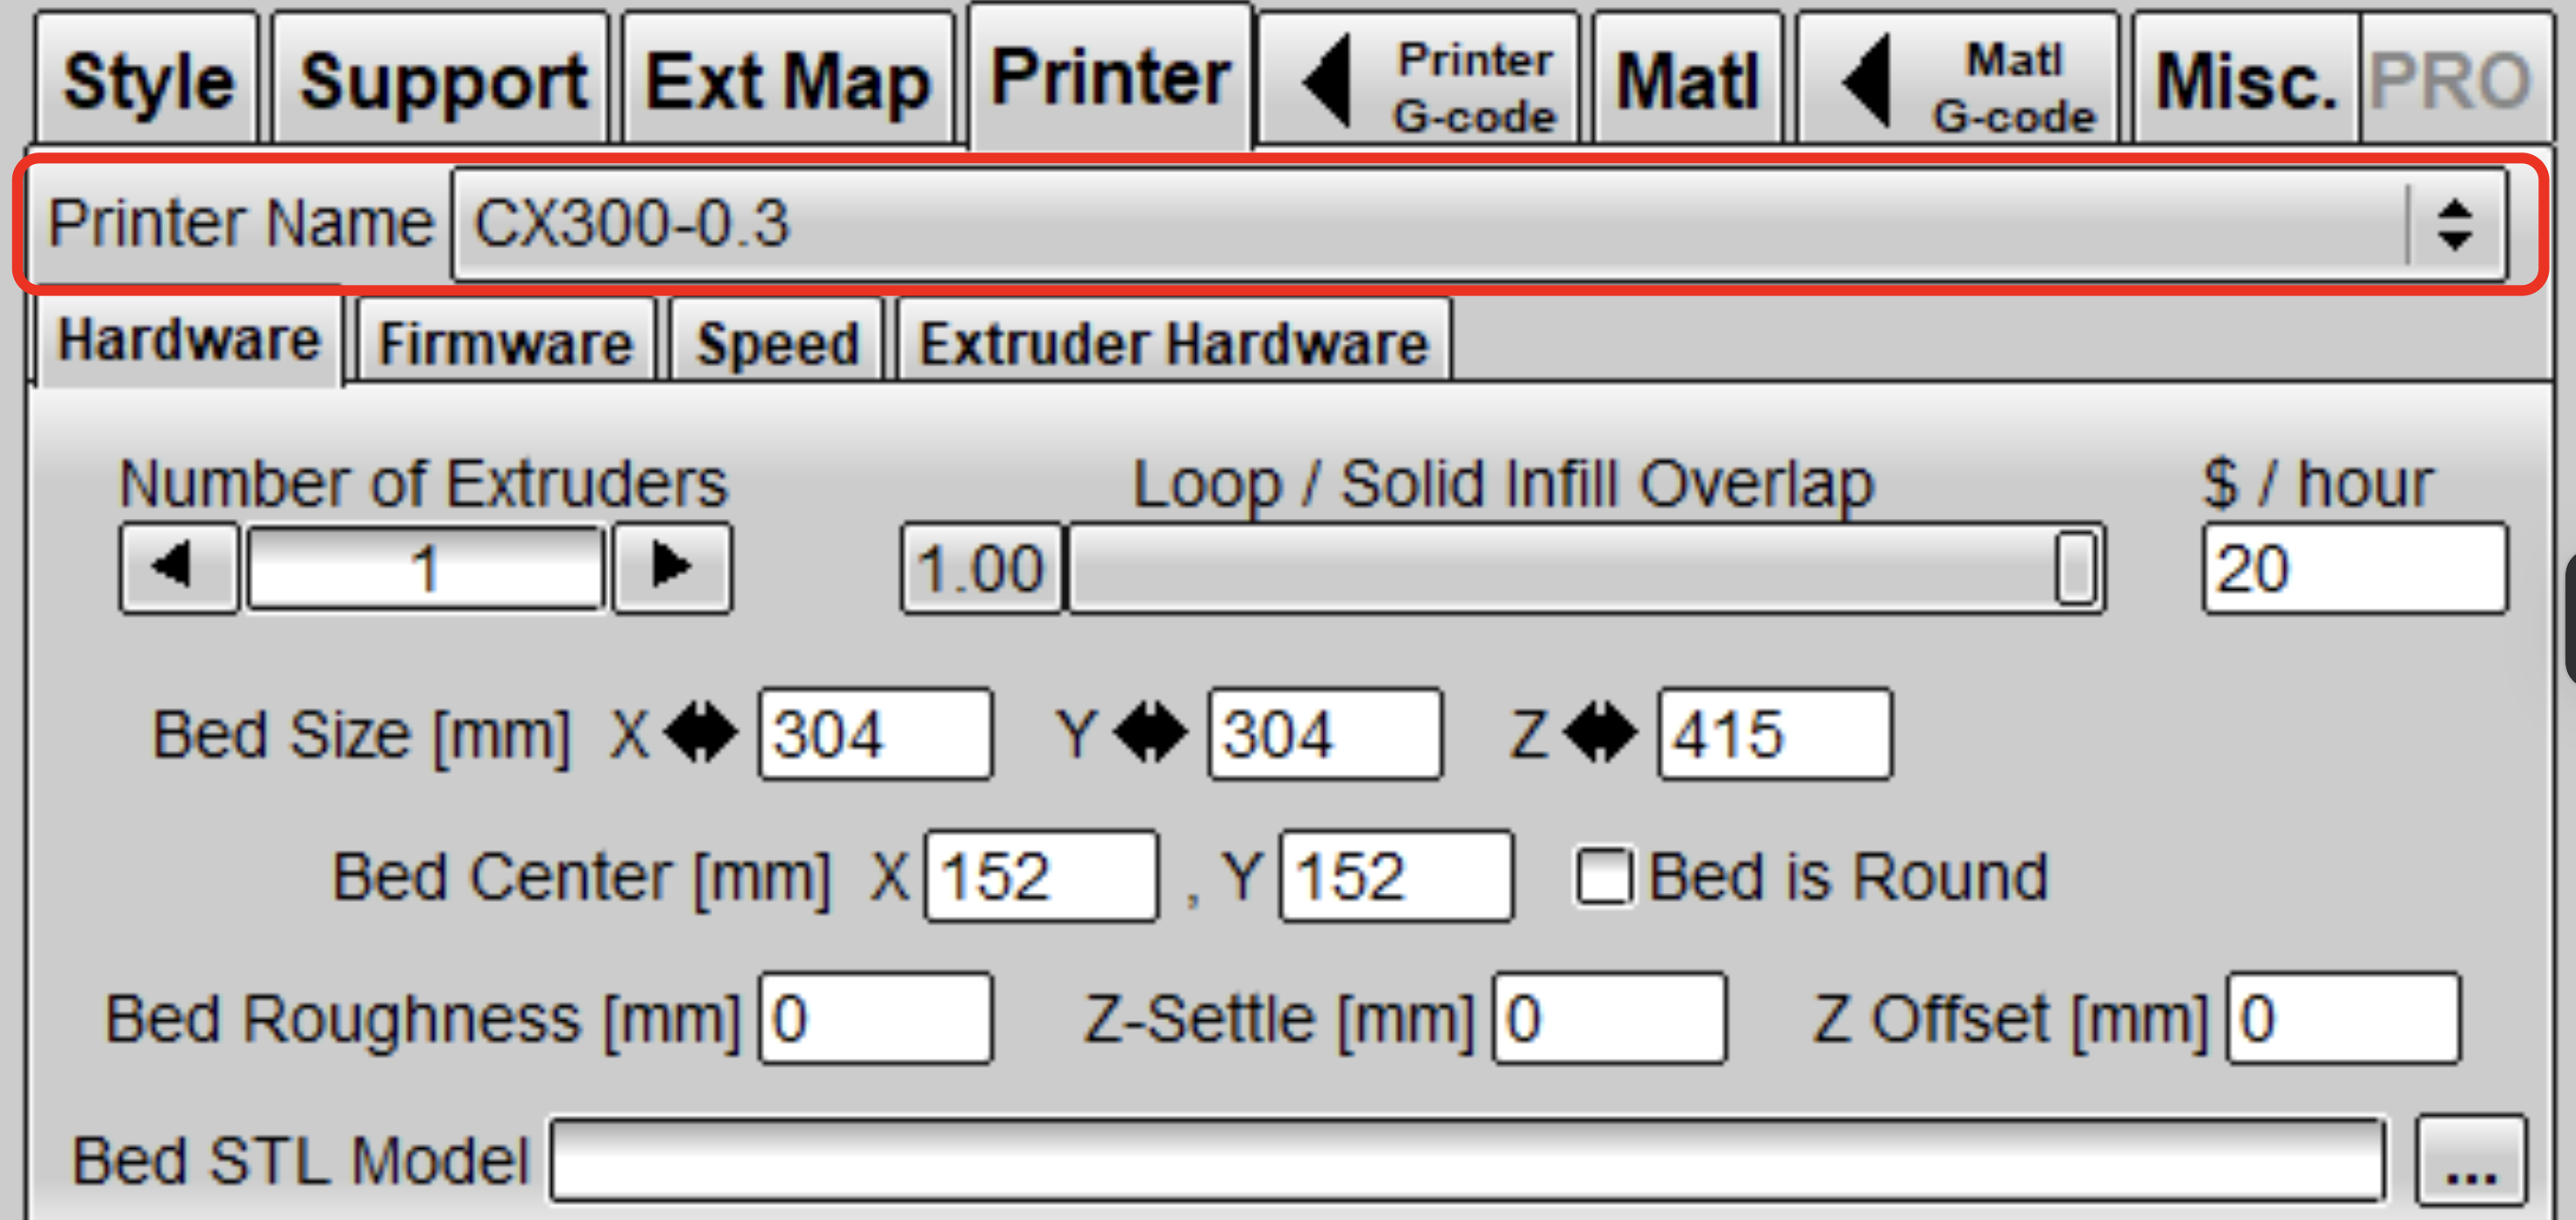 Style Support Ext Map Printer Printer G-code Matl Matl G-code Misc. PRO
Printer Name CX300-0.3
Hardware Firmware Speed Extruder Hardware
Number of Extruders Loop / Solid Infill Overlap $ / hour
1 1.00 20
Bed Size [mm] X 304 Y 304 Z 415
Bed Center [mm] X 152 , Y 152 Bed is Round
Bed Roughness [mm] 0 Z-Settle [mm] 0 Z Offset [mm] 0
Bed STL Model ...